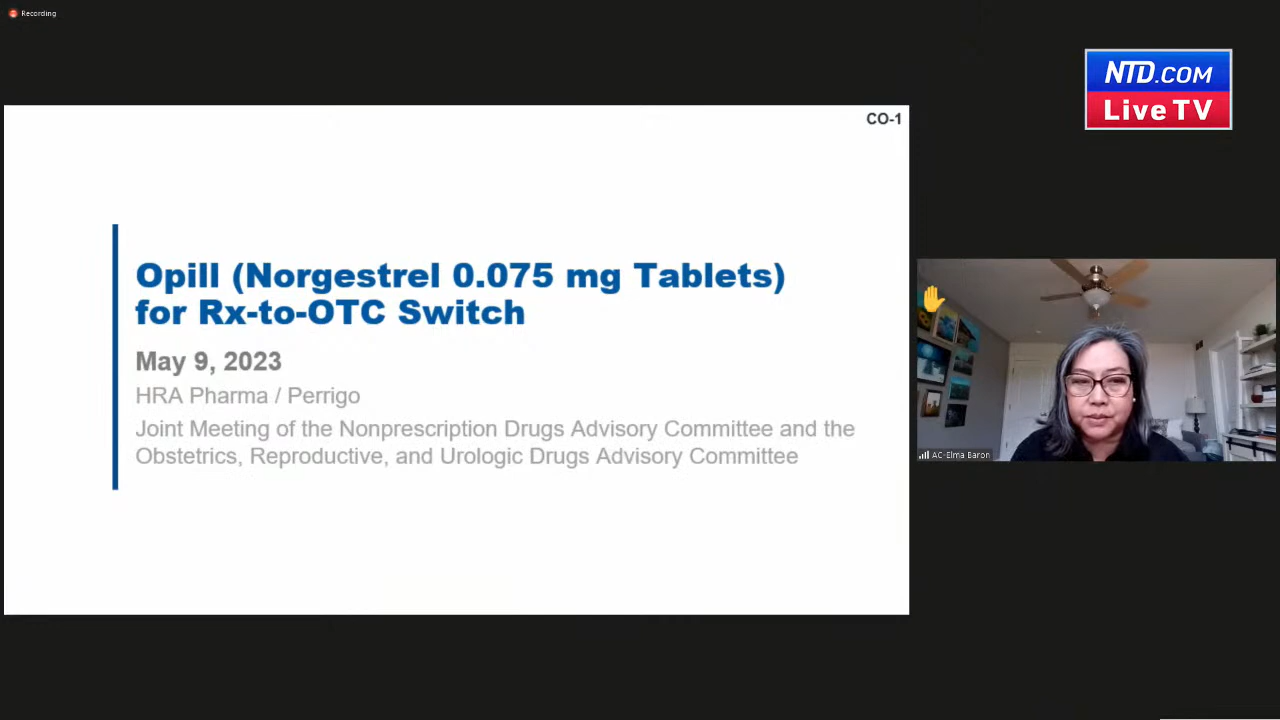 Recording
NTD.COM
Live TV
CO-1
Opill (Norgestrel 0.075 mg Tablets)
for Rx-to-OTC Switch
May 9, 2023
HRA Pharma / Perrigo
Joint Meeting of the Nonprescription Drugs Advisory Committee and the
Obstetrics, Reproductive, and Urologic Drugs Advisory Committee
AC-Elma Baron